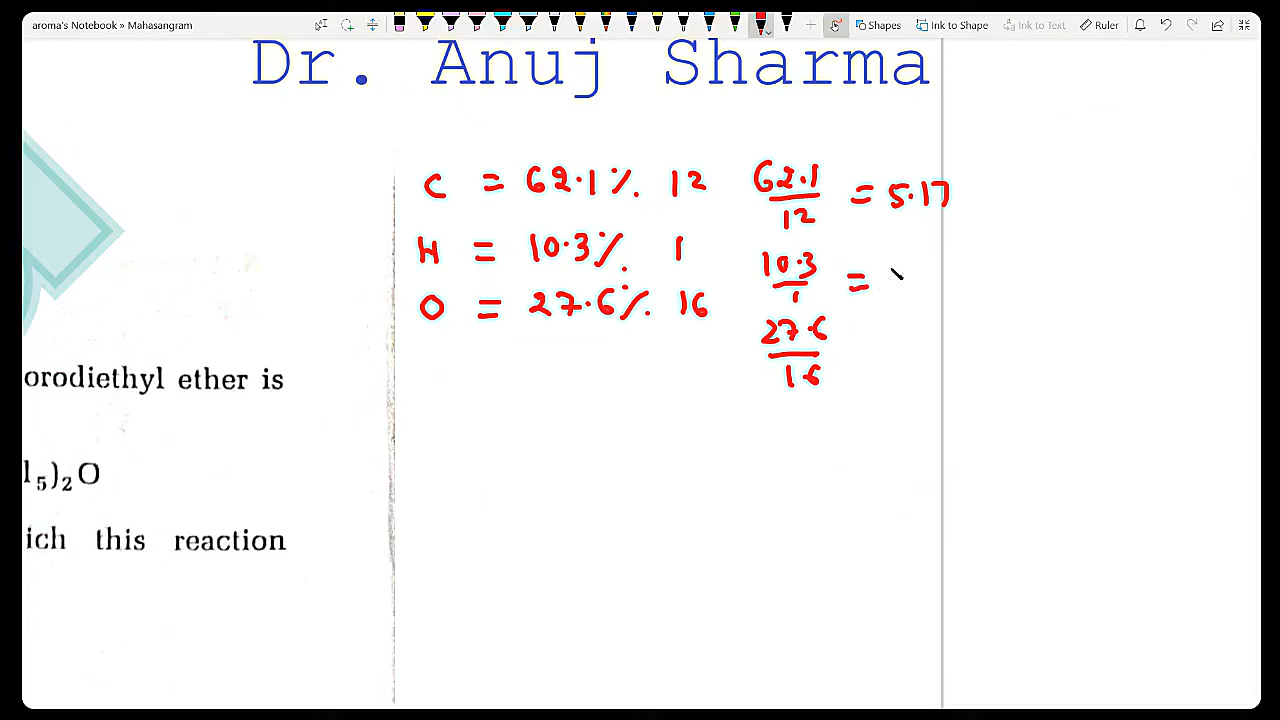 aroma's Notebook » Mahasangram
Shapes Ink to Shape Ink to Text Ruler
Dr. Anuj Sharma
C = 62.1% 12 62.1/12 = 5.17
H = 10.3% 1 10.3/1 =
O = 27.6% 16 27.6/16
orodiethyl ether is
l5)2O
ich this reaction